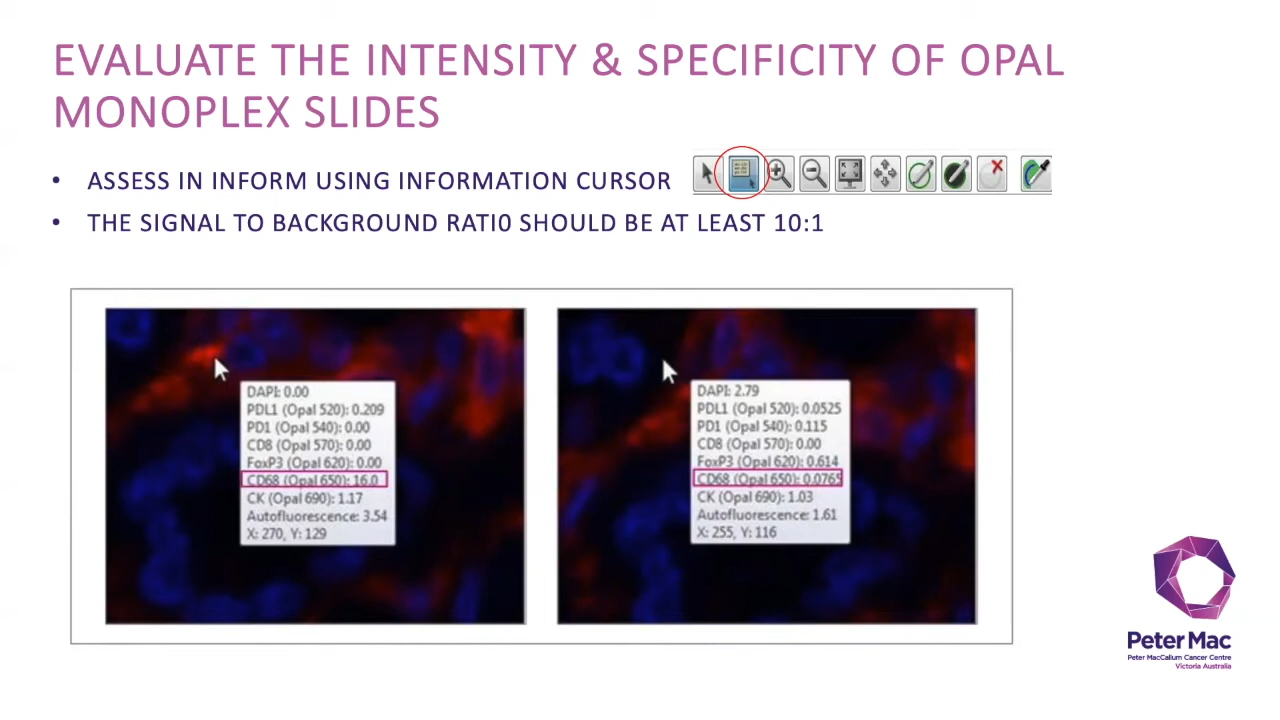 EVALUATE THE INTENSITY & SPECIFICITY OF OPAL
MONOPLEX SLIDES
• ASSESS IN INFORM USING INFORMATION CURSOR
• THE SIGNAL TO BACKGROUND RATI0 SHOULD BE AT LEAST 10:1
DAPI: 0.00
PDL1 (Opal 520): 0.209
PD1 (Opal 540): 0.00
CD8 (Opal 570): 0.00
FoxP3 (Opal 620): 0.00
CD68 (Opal 650): 16.0
CK (Opal 690): 1.17
Autofluorescence: 3.54
X: 270, Y: 129
DAPI: 2.79
PDL1 (Opal 520): 0.0525
PD1 (Opal 540): 0.115
CD8 (Opal 570): 0.00
FoxP3 (Opal 620): 0.614
CD68 (Opal 650): 0.0765
CK (Opal 690): 1.03
Autofluorescence: 1.61
X: 255, Y: 116
Peter Mac
Peter MacCallum Cancer Centre
Victoria Australia